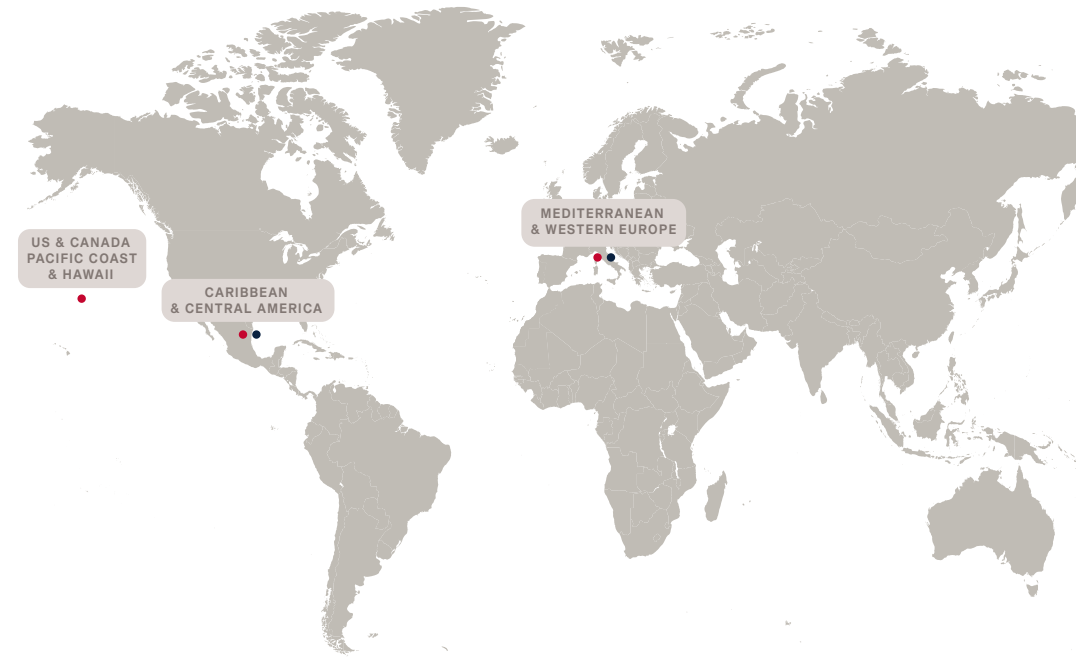 US & CANADA
PACIFIC COAST
& HAWAII
CARIBBEAN
& CENTRAL AMERICA
MEDITERRANEAN
& WESTERN EUROPE